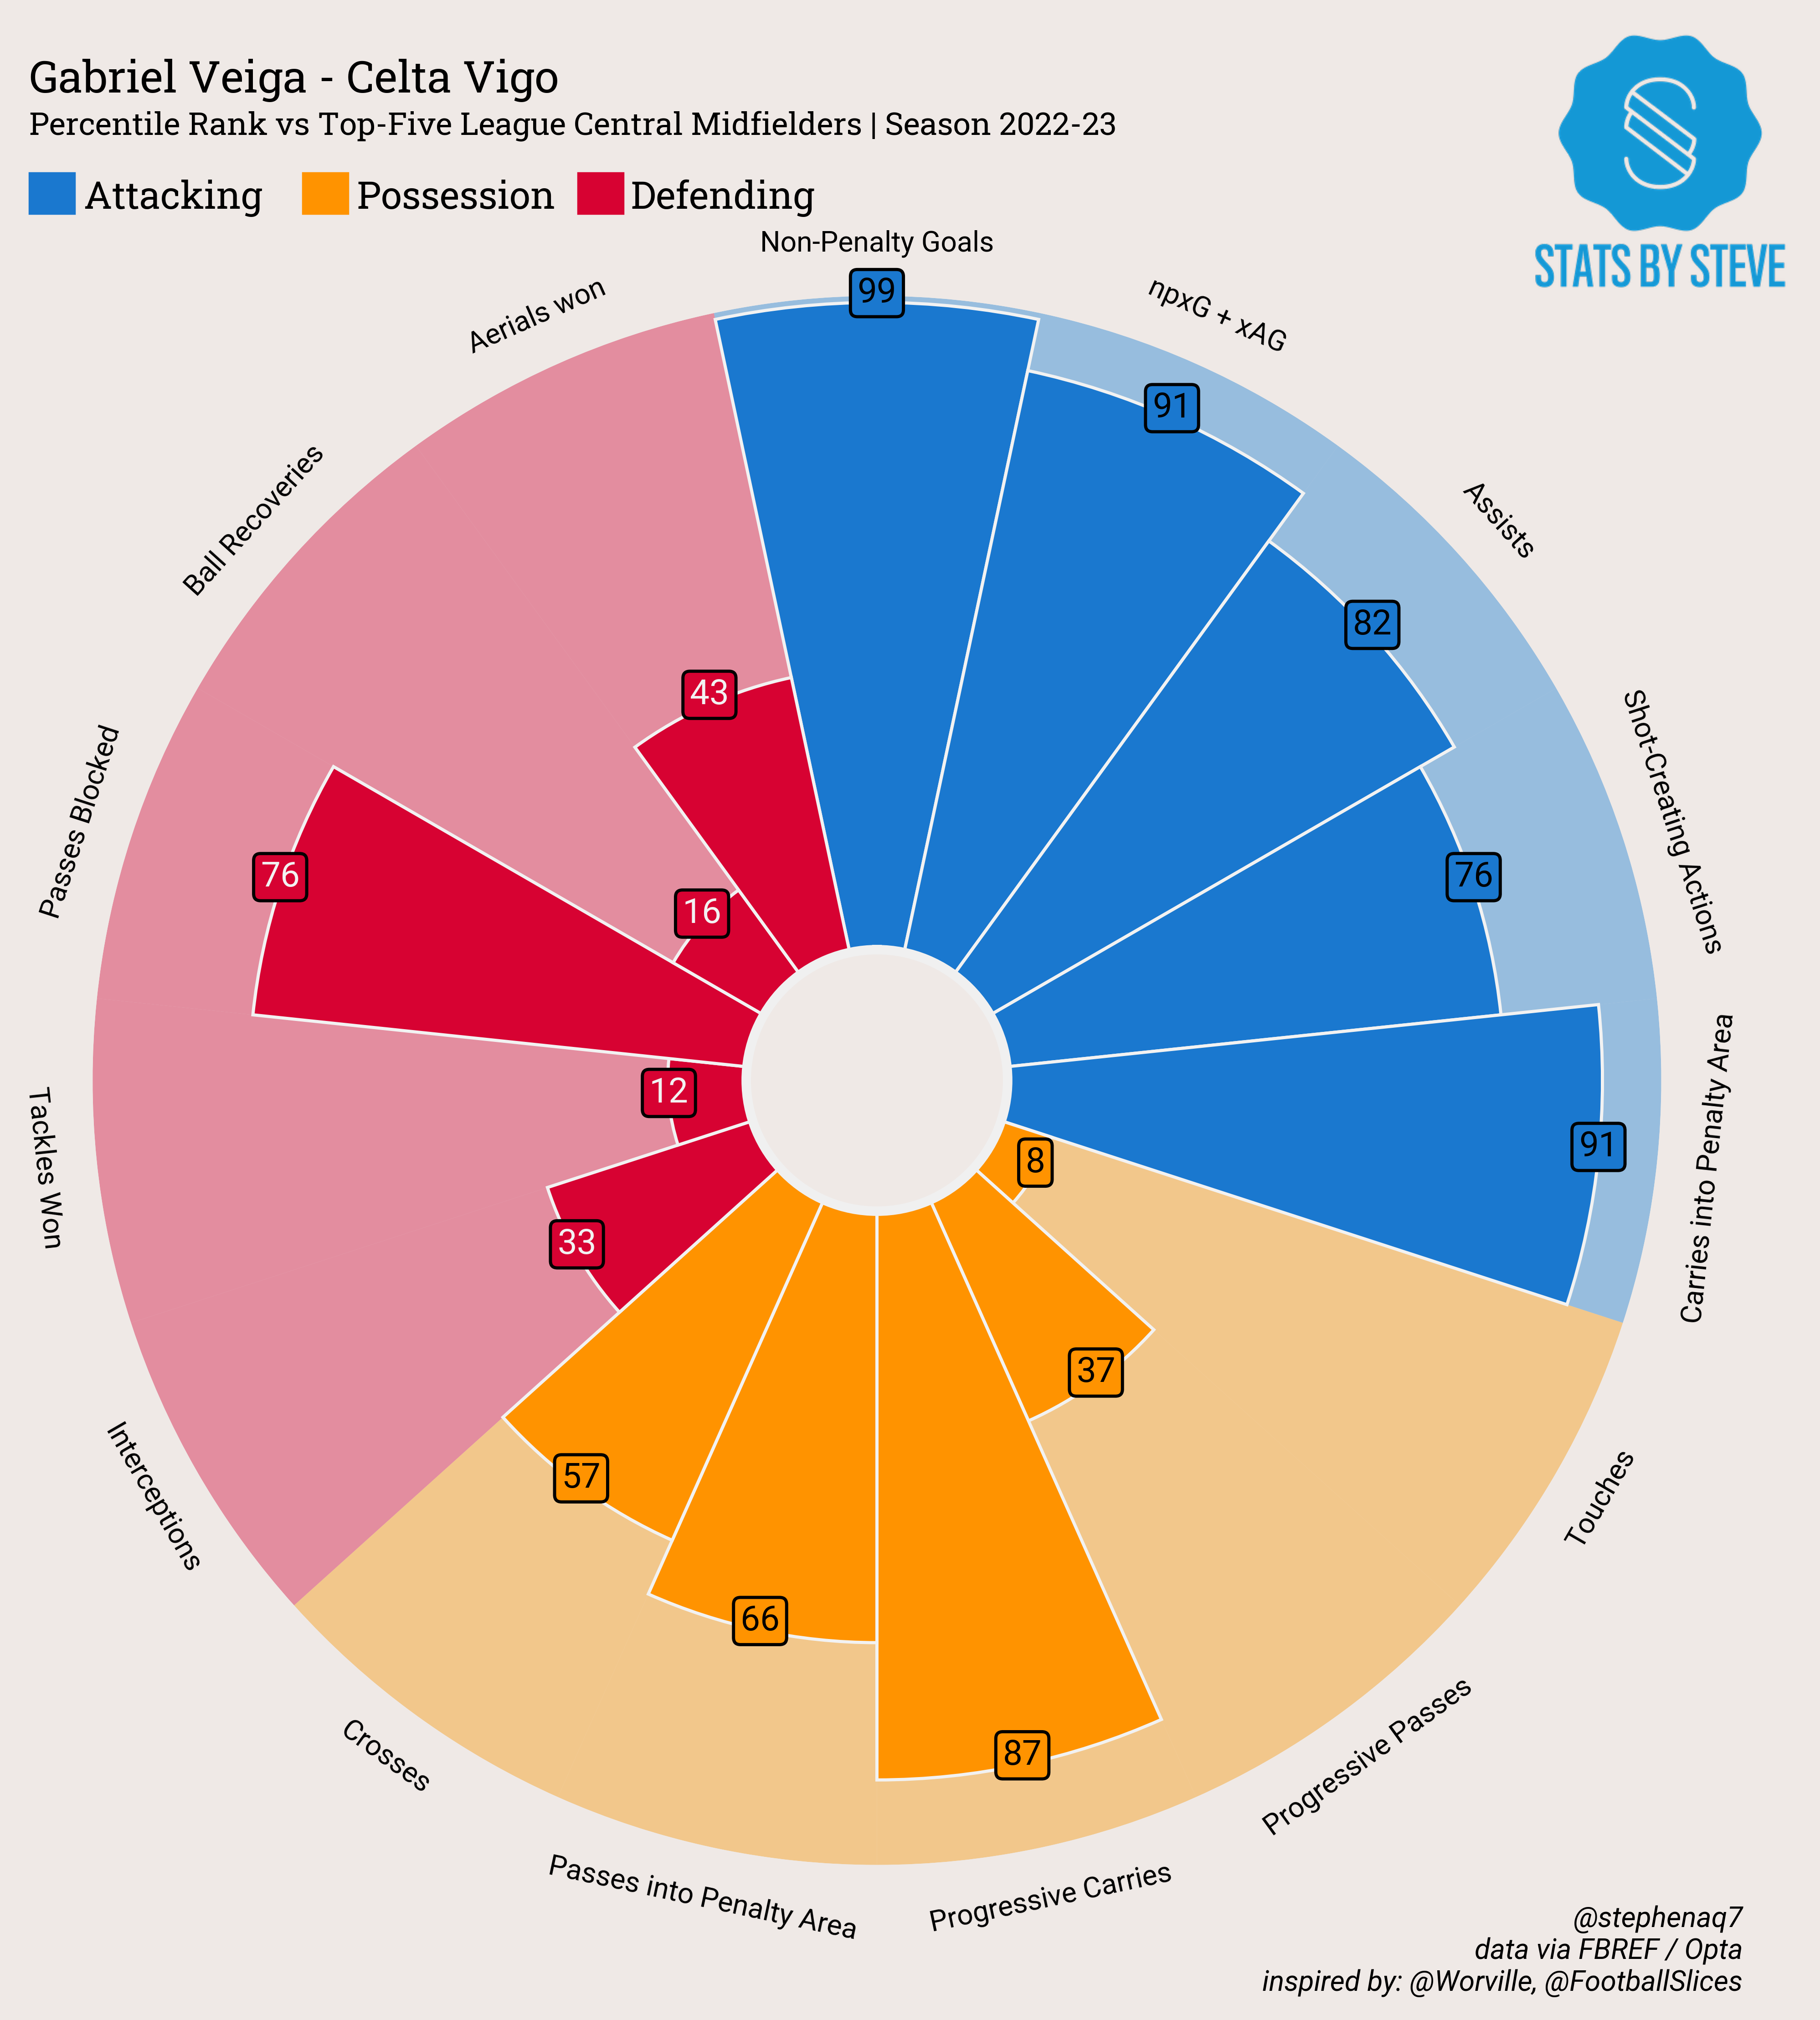 Gabriel Veiga - Celta Vigo
Percentile Rank vs Top-Five League Central Midfielders | Season 2022-23
Attacking
Possession
Defending
STATS BY STEVE
Non-Penalty Goals
99
npxG + xAG
91
Assists
82
Shot-Creating Actions
76
Carries into Penalty Area
91
Touches
8
Progressive Passes
37
Progressive Carries
87
Passes into Penalty Area
66
Crosses
57
Interceptions
33
Tackles Won
12
Passes Blocked
76
Ball Recoveries
16
Aerials won
43
@stephenaq7
data via FBREF / Opta
inspired by: @Worville, @FootballSlices